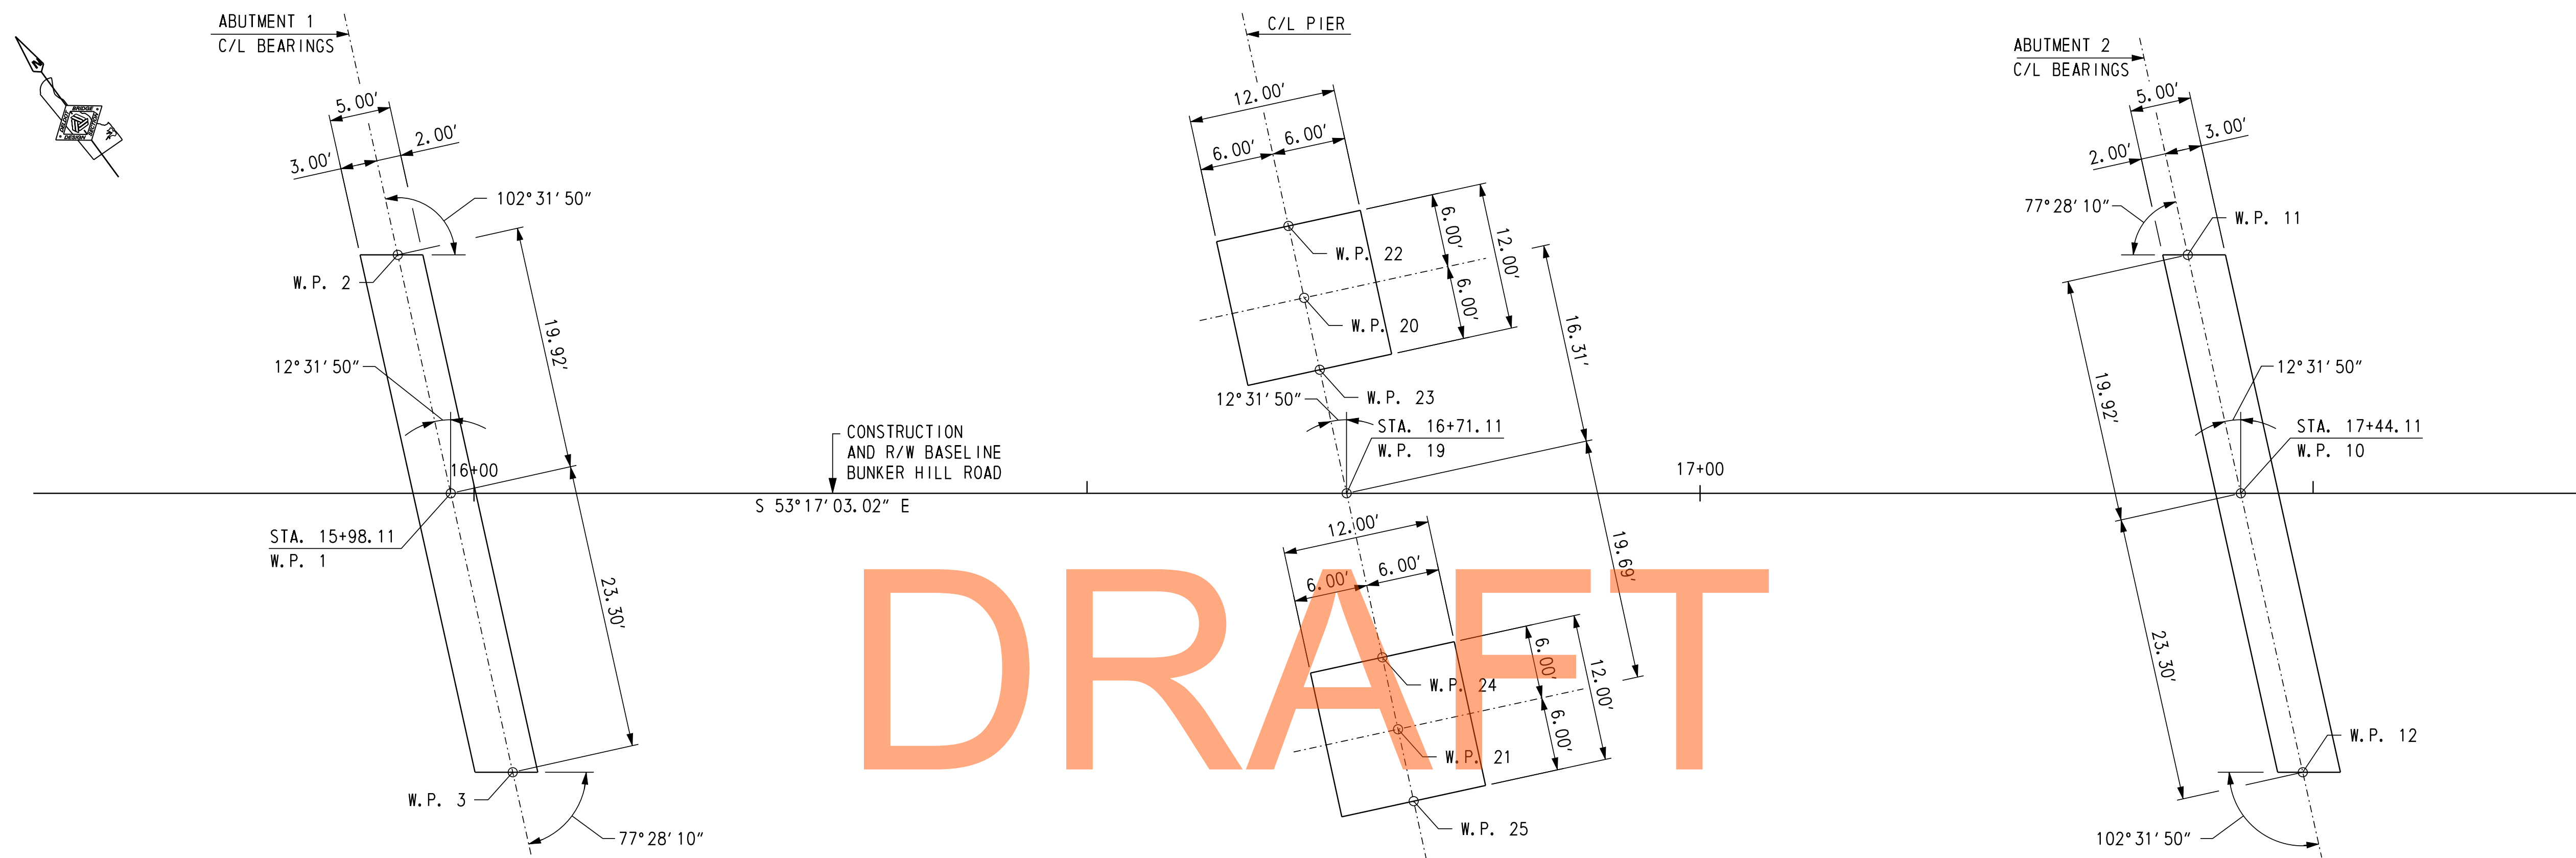 ABUTMENT 1
C/L BEARINGS
5.00'
3.00'
2.00'
102°31'50"
W.P. 2
19.92'
12°31'50"
16+00
STA. 15+98.11
W.P. 1
23.30'
W.P. 3
77°28'10"
N
BRIDGE
DESIGN
SECTION
CONSTRUCTION
AND R/W BASELINE
BUNKER HILL ROAD
S 53°17'03.02" E
C/L PIER
12.00'
6.00'
6.00'
6.00'
12.00'
6.00'
W.P. 22
W.P. 20
W.P. 23
16.31'
12°31'50"
STA. 16+71.11
W.P. 19
17+00
19.69'
12.00'
6.00'
6.00'
6.00'
12.00'
6.00'
W.P. 24
W.P. 21
W.P. 25
DRAFT
ABUTMENT 2
C/L BEARINGS
5.00'
2.00'
3.00'
77°28'10"
W.P. 11
19.92'
12°31'50"
STA. 17+44.11
W.P. 10
23.30'
W.P. 12
102°31'50"